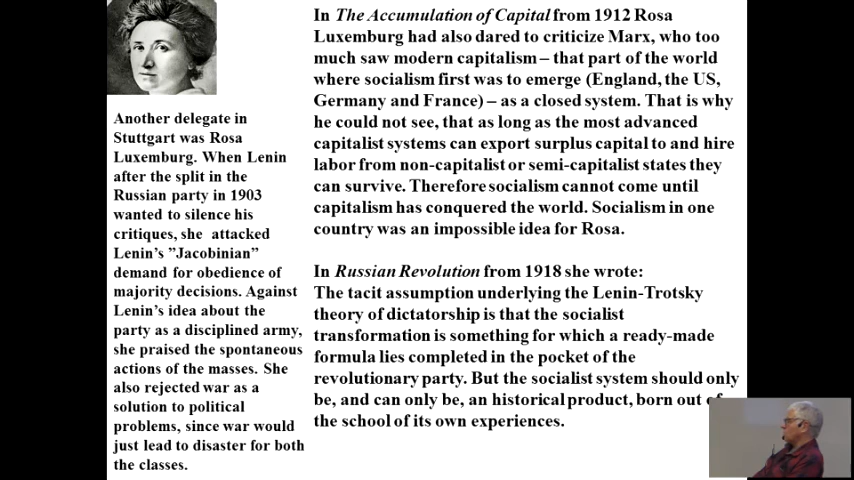 Another delegate in
Stuttgart was Rosa
Luxemburg. When Lenin
after the split in the
Russian party in 1903
wanted to silence his
critiques, she attacked
Lenin's ”Jacobinian”
demand for obedience of
majority decisions. Against
Lenin's idea about the
party as a disciplined army,
she praised the spontaneous
actions of the masses. She
also rejected war as a
solution to political
problems, since war would
just lead to disaster for both
the classes.
In The Accumulation of Capital from 1912 Rosa
Luxemburg had also dared to criticize Marx, who too
much saw modern capitalism – that part of the world
where socialism first was to emerge (England, the US,
Germany and France) – as a closed system. That is why
he could not see, that as long as the most advanced
capitalist systems can export surplus capital to and hire
labor from non-capitalist or semi-capitalist states they
can survive. Therefore socialism cannot come until
capitalism has conquered the world. Socialism in one
country was an impossible idea for Rosa.
In Russian Revolution from 1918 she wrote:
The tacit assumption underlying the Lenin-Trotsky
theory of dictatorship is that the socialist
transformation is something for which a ready-made
formula lies completed in the pocket of the
revolutionary party. But the socialist system should only
be, and can only be, an historical product, born out of
the school of its own experiences.